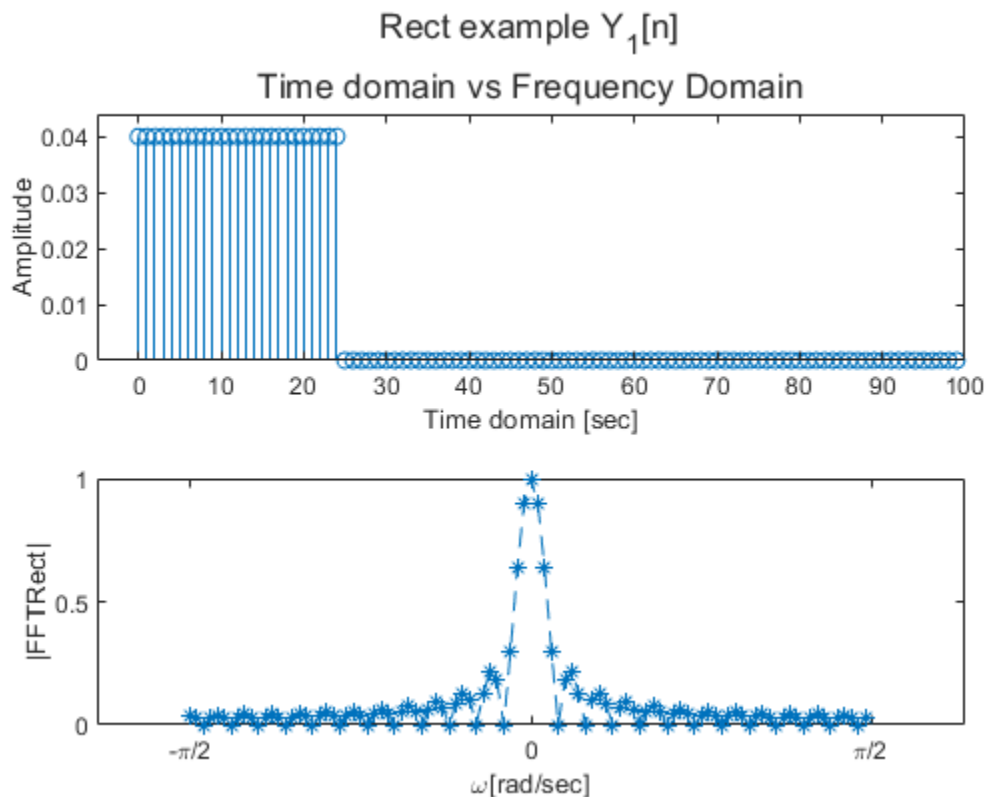 Rect example Y_1[n]
Time domain vs Frequency Domain
Amplitude
0.04
0.03
0.02
0.01
0
0 10 20 30 40 50 60 70 80 90 100
Time domain [sec]
|FFTRect|
1
0.5
0
-π/2 0 π/2
ω[rad/sec]